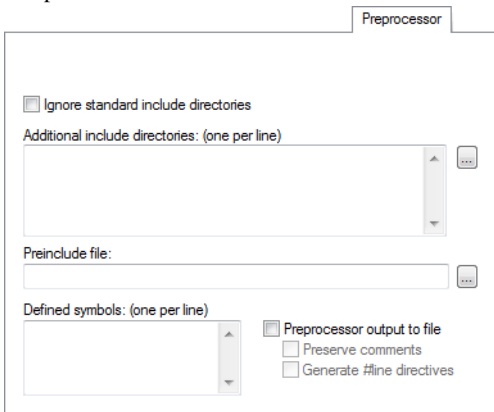 Preprocessor
Ignore standard include directories
Additional include directories: (one per line)
...
Preinclude file:
...
Defined symbols: (one per line)
Preprocessor output to file
Preserve comments
Generate #line directives